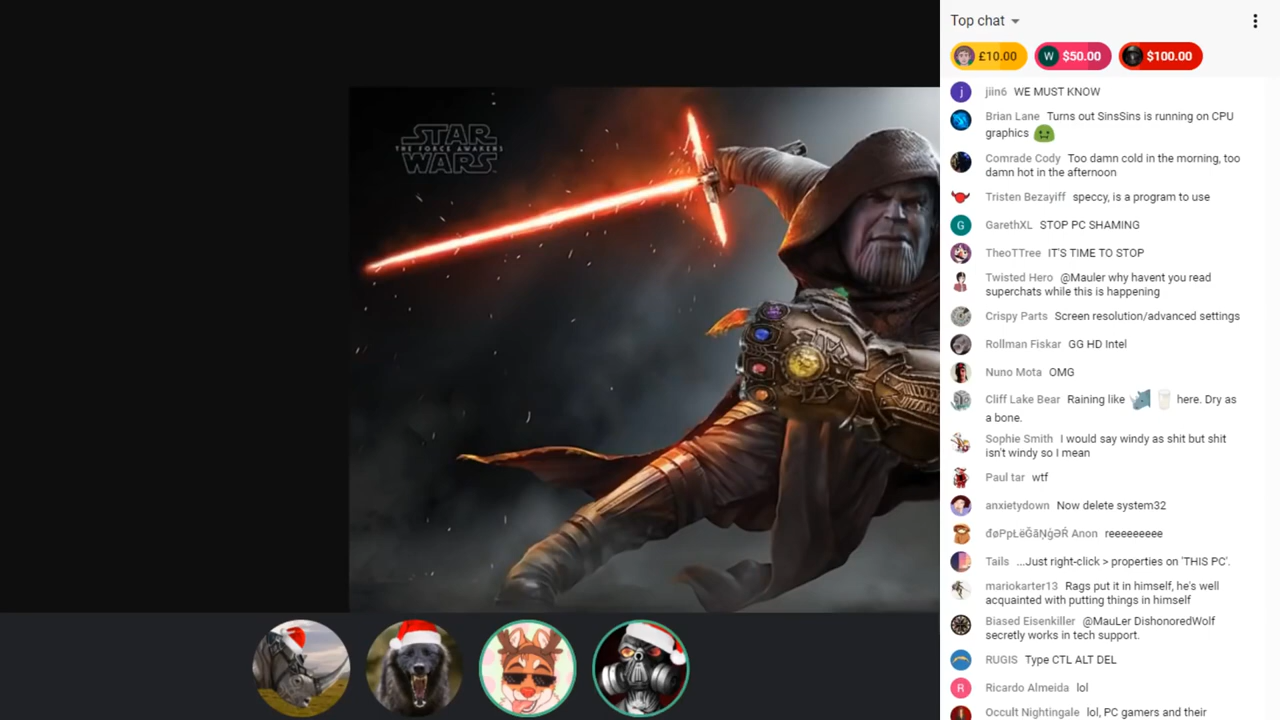 STAR
THE FORCE AWAKENS
WARS
Top chat
£10.00
W $50.00
$100.00
j jiin6 WE MUST KNOW
Brian Lane Turns out SinsSins is running on CPU
graphics
Comrade Cody Too damn cold in the morning, too
damn hot in the afternoon
Tristen Bezayiff speccy, is a program to use
G GarethXL STOP PC SHAMING
TheoTTree IT'S TIME TO STOP
Twisted Hero @Mauler why havent you read
superchats while this is happening
Crispy Parts Screen resolution/advanced settings
Rollman Fiskar GG HD Intel
Nuno Mota OMG
Cliff Lake Bear Raining like here. Dry as
a bone.
Sophie Smith I would say windy as shit but shit
isn't windy so I mean
Paul tar wtf
anxietydown Now delete system32
đøPpŁëĞãŅģƏŘ Anon reeeeeeeee
Tails ...Just right-click > properties on 'THIS PC'.
mariokarter13 Rags put it in himself, he's well
acquainted with putting things in himself
Biased Eisenkiller @MauLer DishonoredWolf
secretly works in tech support.
RUGIS Type CTL ALT DEL
R Ricardo Almeida lol
Occult Nightingale lol, PC gamers and their